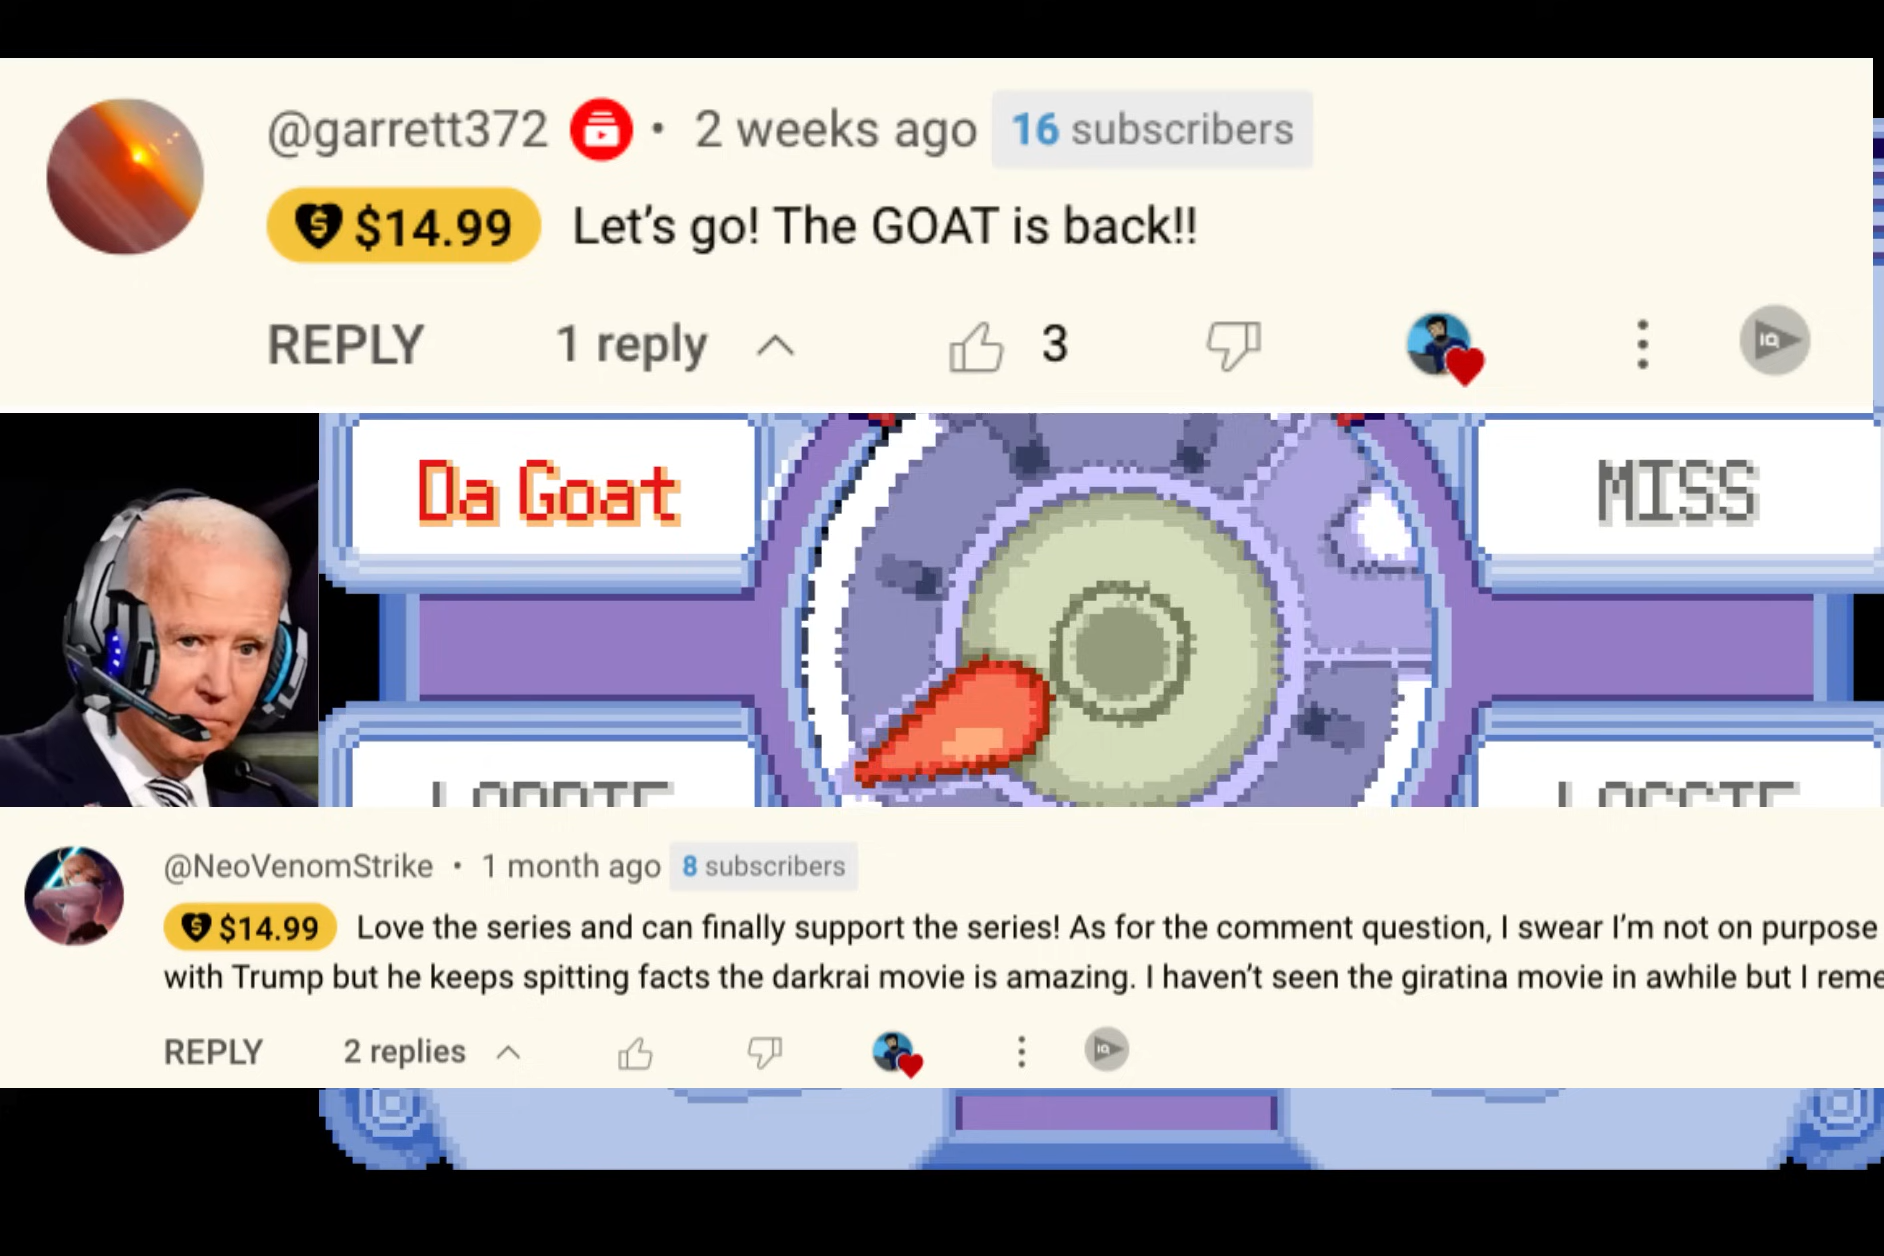 @garrett372 • 2 weeks ago 16 subscribers
$14.99 Let's go! The GOAT is back!!
REPLY 1 reply 3
IQ
Da Goat
MISS
@NeoVenomStrike • 1 month ago 8 subscribers
$14.99 Love the series and can finally support the series! As for the comment question, I swear I'm not on purpose
with Trump but he keeps spitting facts the darkrai movie is amazing. I haven't seen the giratina movie in awhile but I reme
REPLY 2 replies
IQ